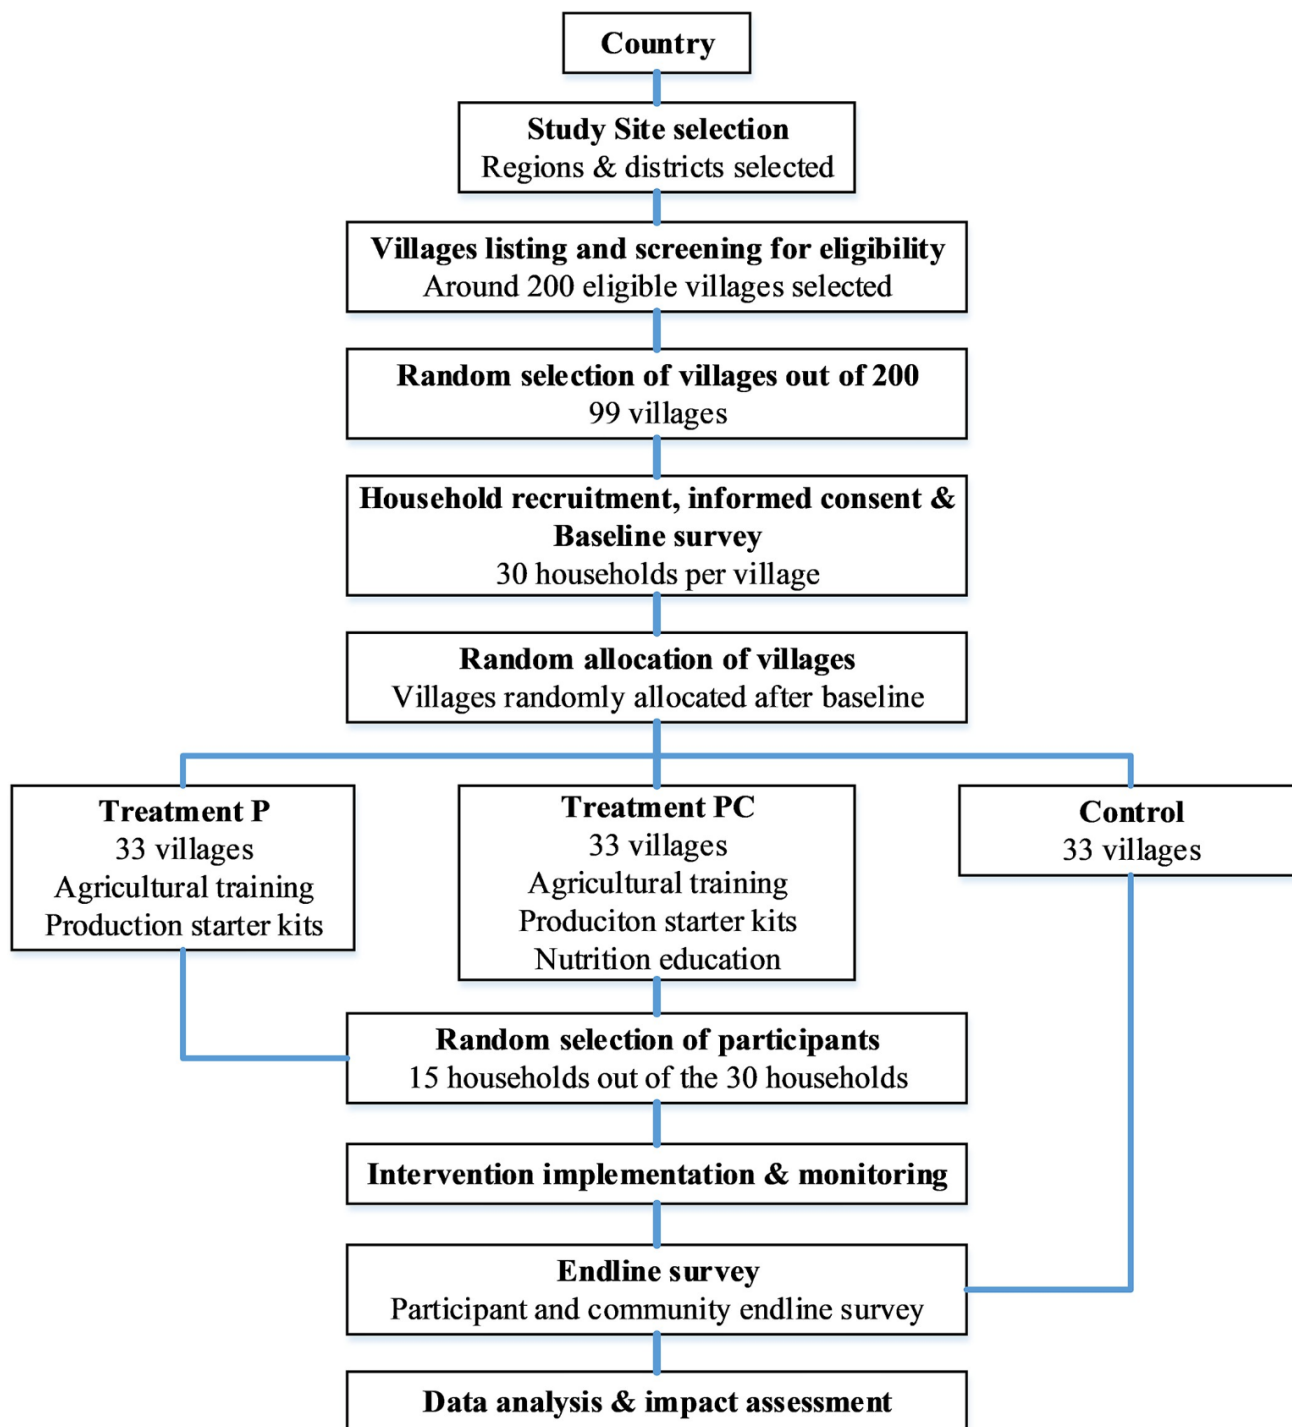 Country
Study Site selection
Regions & districts selected
Villages listing and screening for eligibility
Around 200 eligible villages selected
Random selection of villages out of 200
99 villages
Household recruitment, informed consent &
Baseline survey
30 households per village
Random allocation of villages
Villages randomly allocated after baseline
Treatment P
33 villages
Agricultural training
Production starter kits
Treatment PC
33 villages
Agricultural training
Produciton starter kits
Nutrition education
Control
33 villages
Random selection of participants
15 households out of the 30 households
Intervention implementation & monitoring
Endline survey
Participant and community endline survey
Data analysis & impact assessment